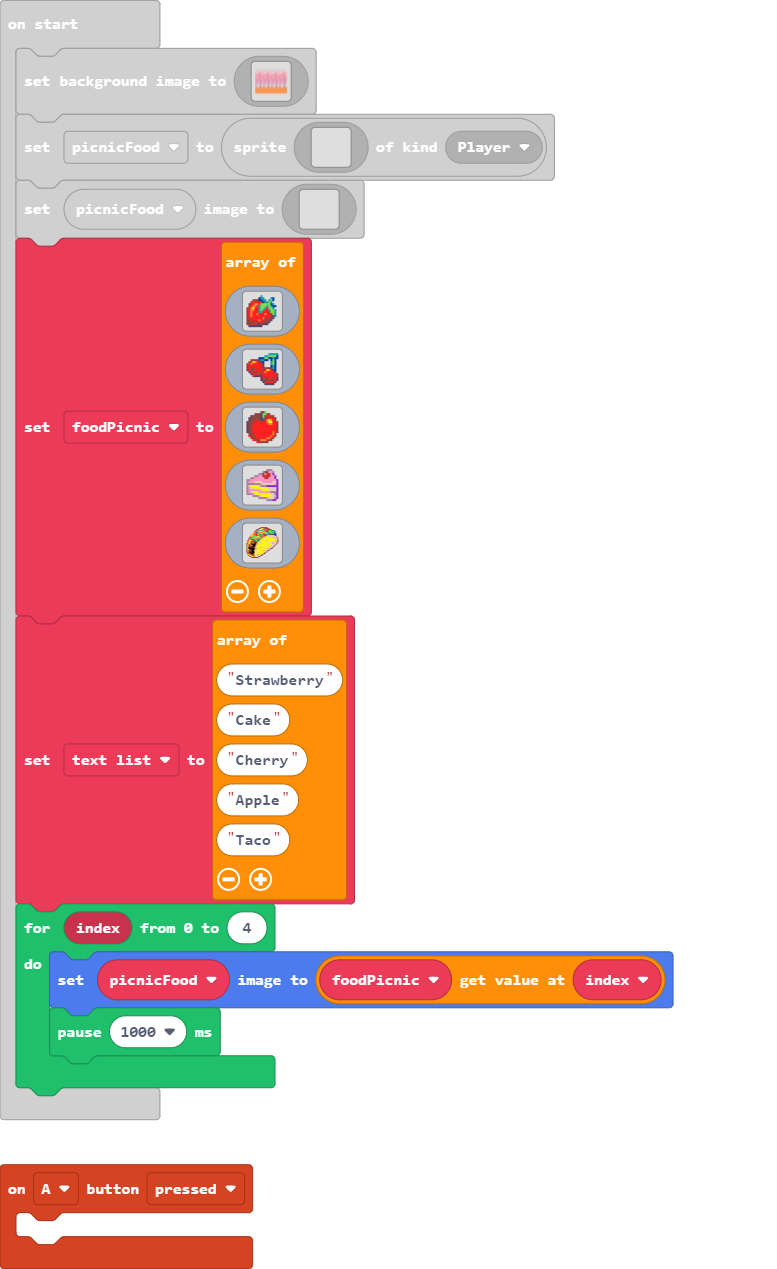 on start
set background image to
set picnicFood to sprite of kind Player
set picnicFood image to
array of
set foodPicnic to
array of
"Strawberry"
"Cake"
set text list to "Cherry"
"Apple"
"Taco"
for index from 0 to 4
do
set picnicFood image to foodPicnic get value at index
pause 1000 ms
on A button pressed